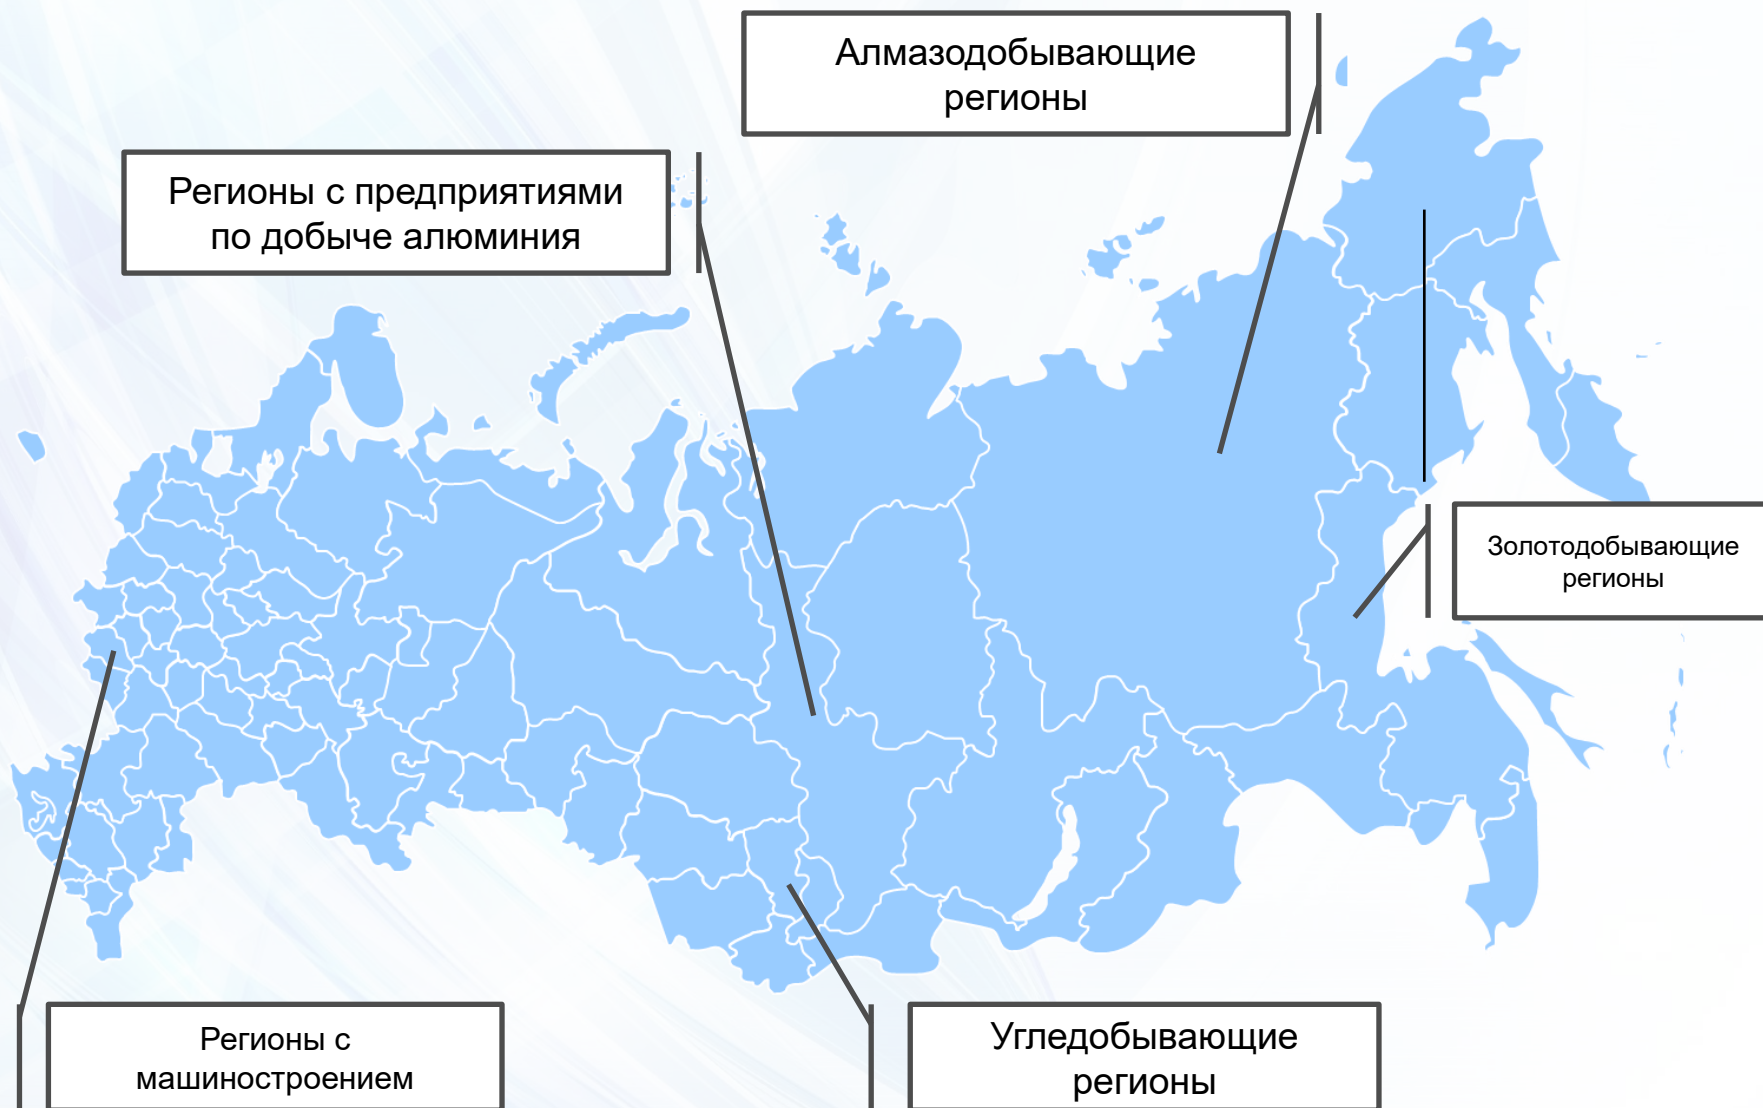 Алмазодобывающие
регионы
Регионы с предприятиями
по добыче алюминия
Золотодобывающие
регионы
Регионы с
машиностроением
Угледобывающие
регионы